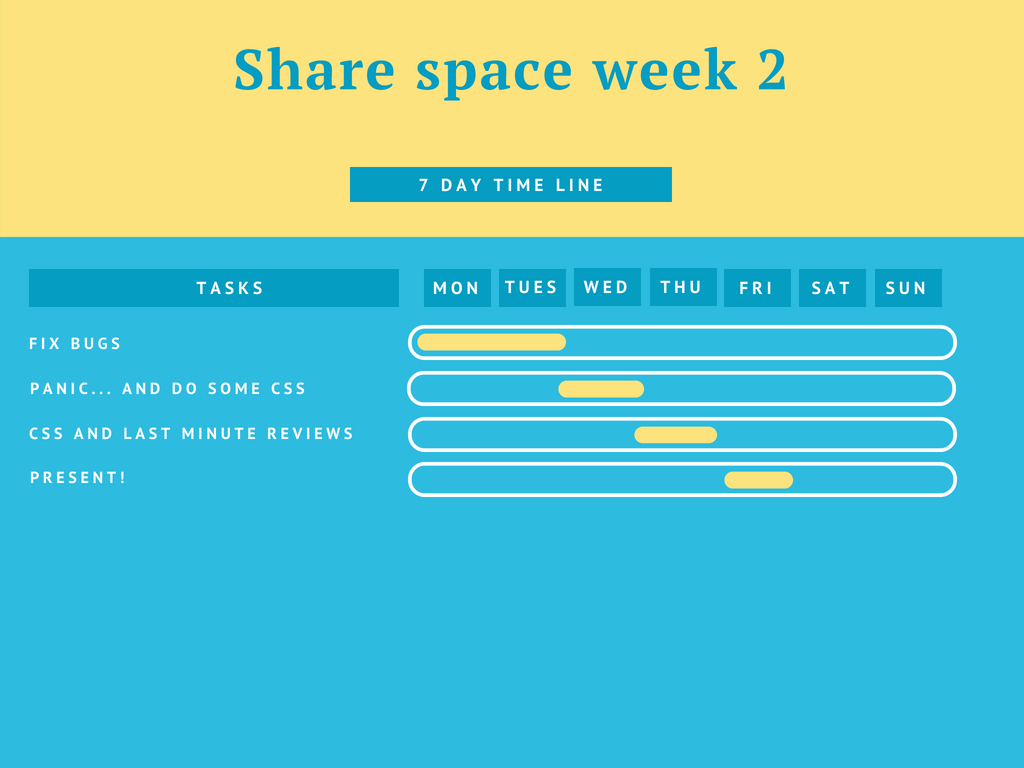 Share space week 2
7 DAY TIME LINE
TASKS MON TUES WED THU FRI SAT SUN
FIX BUGS
PANIC... AND DO SOME CSS
CSS AND LAST MINUTE REVIEWS
PRESENT!